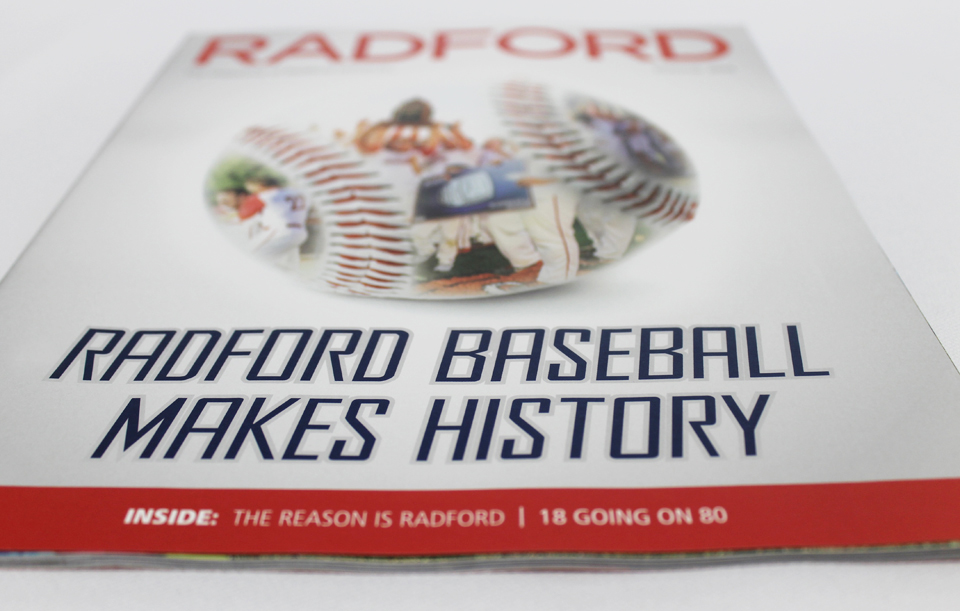 RADFORD
RADFORD BASEBALL
MAKES HISTORY
INSIDE: THE REASON IS RADFORD | 18 GOING ON 80